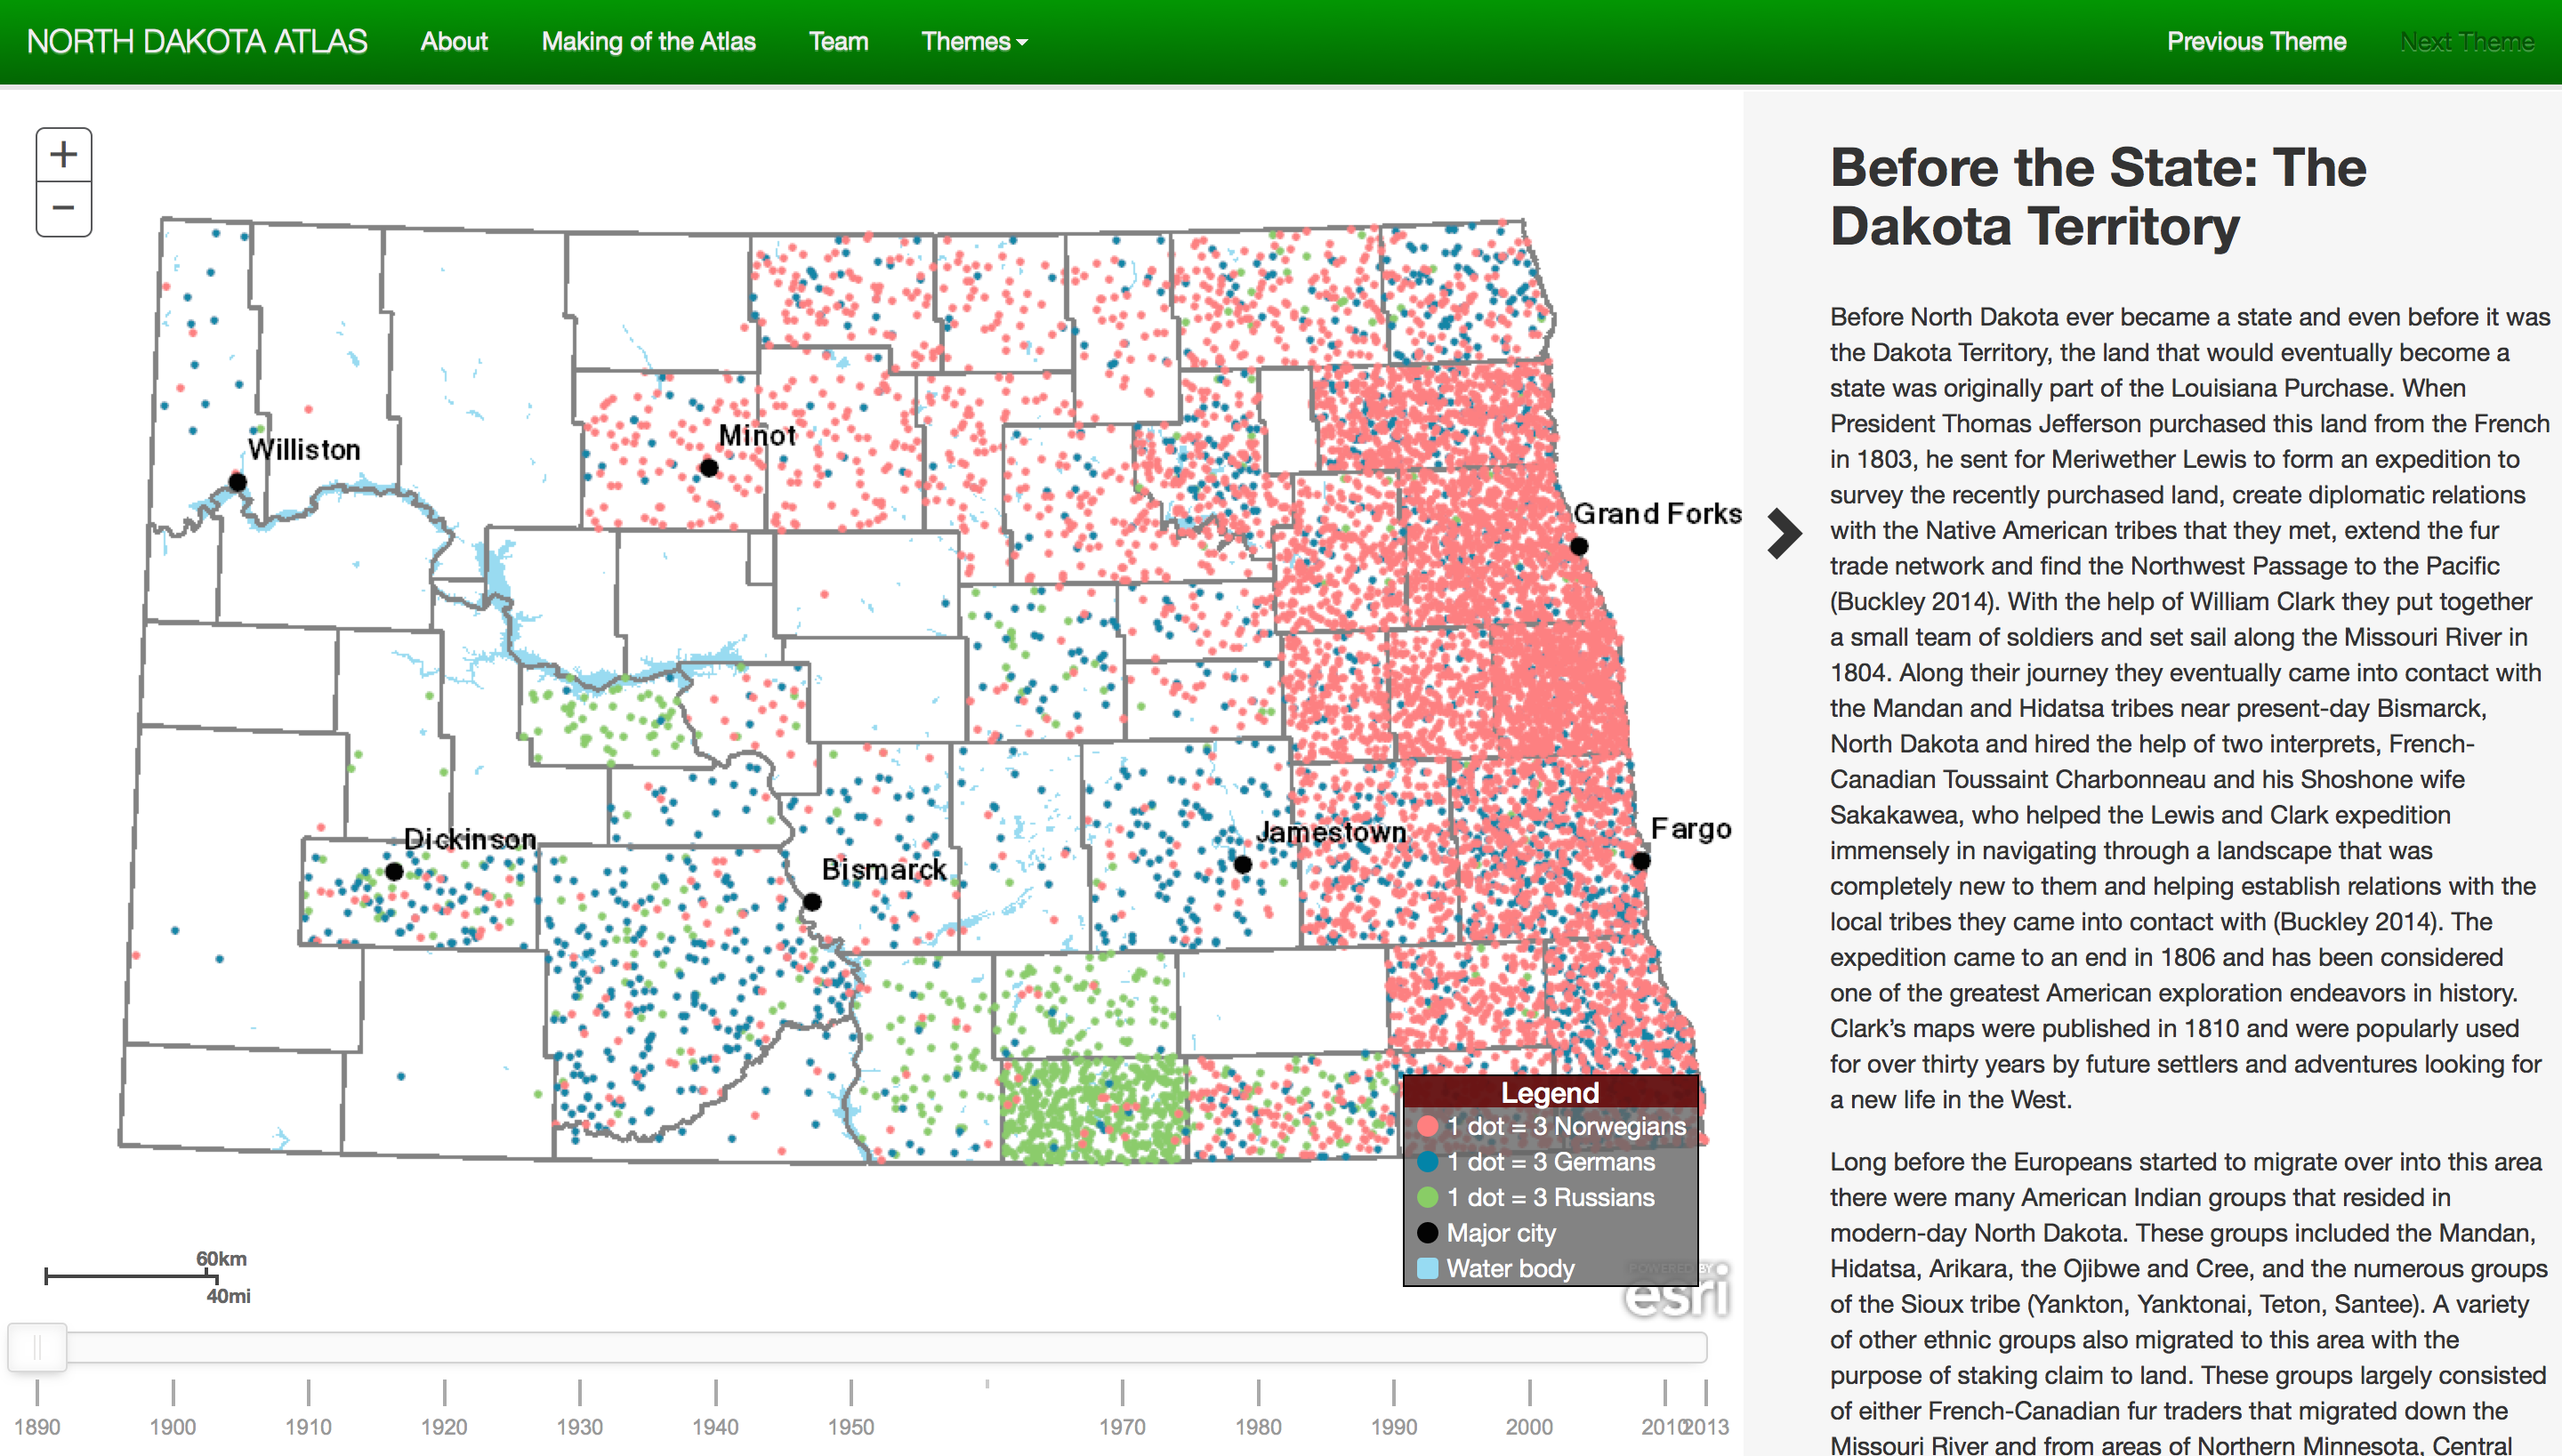 NORTH DAKOTA ATLAS About Making of the Atlas Team Themes Previous Theme Next Theme
+
−
Williston
Minot
Grand Forks
Dickinson
Bismarck
Jamestown
Fargo
Legend
1 dot = 3 Norwegians
1 dot = 3 Germans
1 dot = 3 Russians
Major city
Water body
POWERED BY
esri
60km
40mi
1890 1900 1910 1920 1930 1940 1950 1970 1980 1990 2000 2010 2013
Before the State: The
Dakota Territory
Before North Dakota ever became a state and even before it was
the Dakota Territory, the land that would eventually become a
state was originally part of the Louisiana Purchase. When
President Thomas Jefferson purchased this land from the French
in 1803, he sent for Meriwether Lewis to form an expedition to
survey the recently purchased land, create diplomatic relations
with the Native American tribes that they met, extend the fur
trade network and find the Northwest Passage to the Pacific
(Buckley 2014). With the help of William Clark they put together
a small team of soldiers and set sail along the Missouri River in
1804. Along their journey they eventually came into contact with
the Mandan and Hidatsa tribes near present-day Bismarck,
North Dakota and hired the help of two interprets, French-
Canadian Toussaint Charbonneau and his Shoshone wife
Sakakawea, who helped the Lewis and Clark expedition
immensely in navigating through a landscape that was
completely new to them and helping establish relations with the
local tribes they came into contact with (Buckley 2014). The
expedition came to an end in 1806 and has been considered
one of the greatest American exploration endeavors in history.
Clark’s maps were published in 1810 and were popularly used
for over thirty years by future settlers and adventures looking for
a new life in the West.
Long before the Europeans started to migrate over into this area
there were many American Indian groups that resided in
modern-day North Dakota. These groups included the Mandan,
Hidatsa, Arikara, the Ojibwe and Cree, and the numerous groups
of the Sioux tribe (Yankton, Yanktonai, Teton, Santee). A variety
of other ethnic groups also migrated to this area with the
purpose of staking claim to land. These groups largely consisted
of either French-Canadian fur traders that migrated down the
Missouri River and from areas of Northern Minnesota, Central